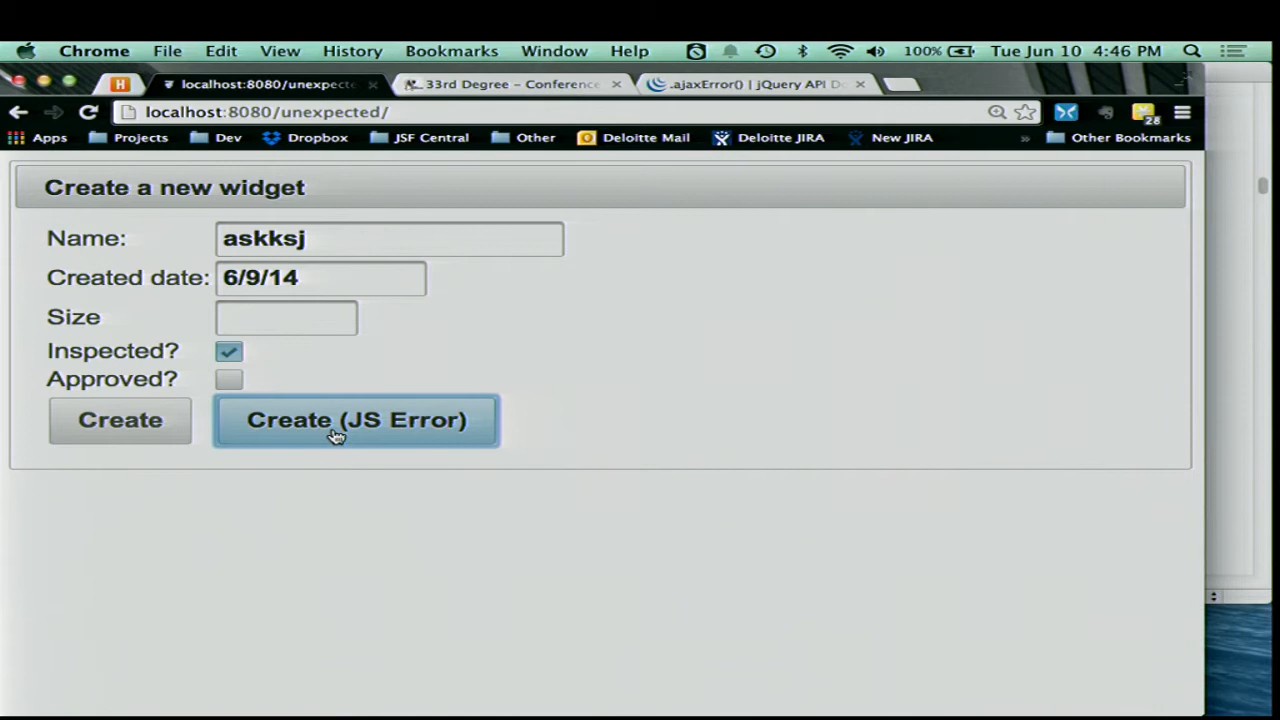 Chrome File Edit View History Bookmarks Window Help 100% Tue Jun 10 4:46 PM
H localhost:8080/unexpecte 33rd Degree – Conference .ajaxError() | jQuery API Do
localhost:8080/unexpected/
Apps Projects Dev Dropbox JSF Central Other Deloitte Mail Deloitte JIRA New JIRA » Other Bookmarks
28
Create a new widget
Name: askksj
Created date: 6/9/14
Size
Inspected?
Approved?
Create Create (JS Error)